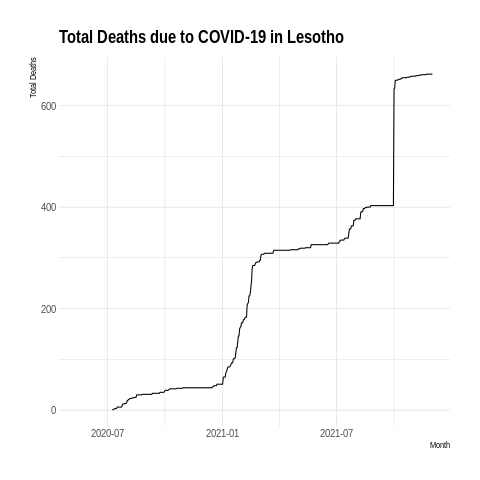 Total Deaths due to COVID-19 in Lesotho
Total Deaths
600
400
200
0
2020-07
2021-01
2021-07
Month